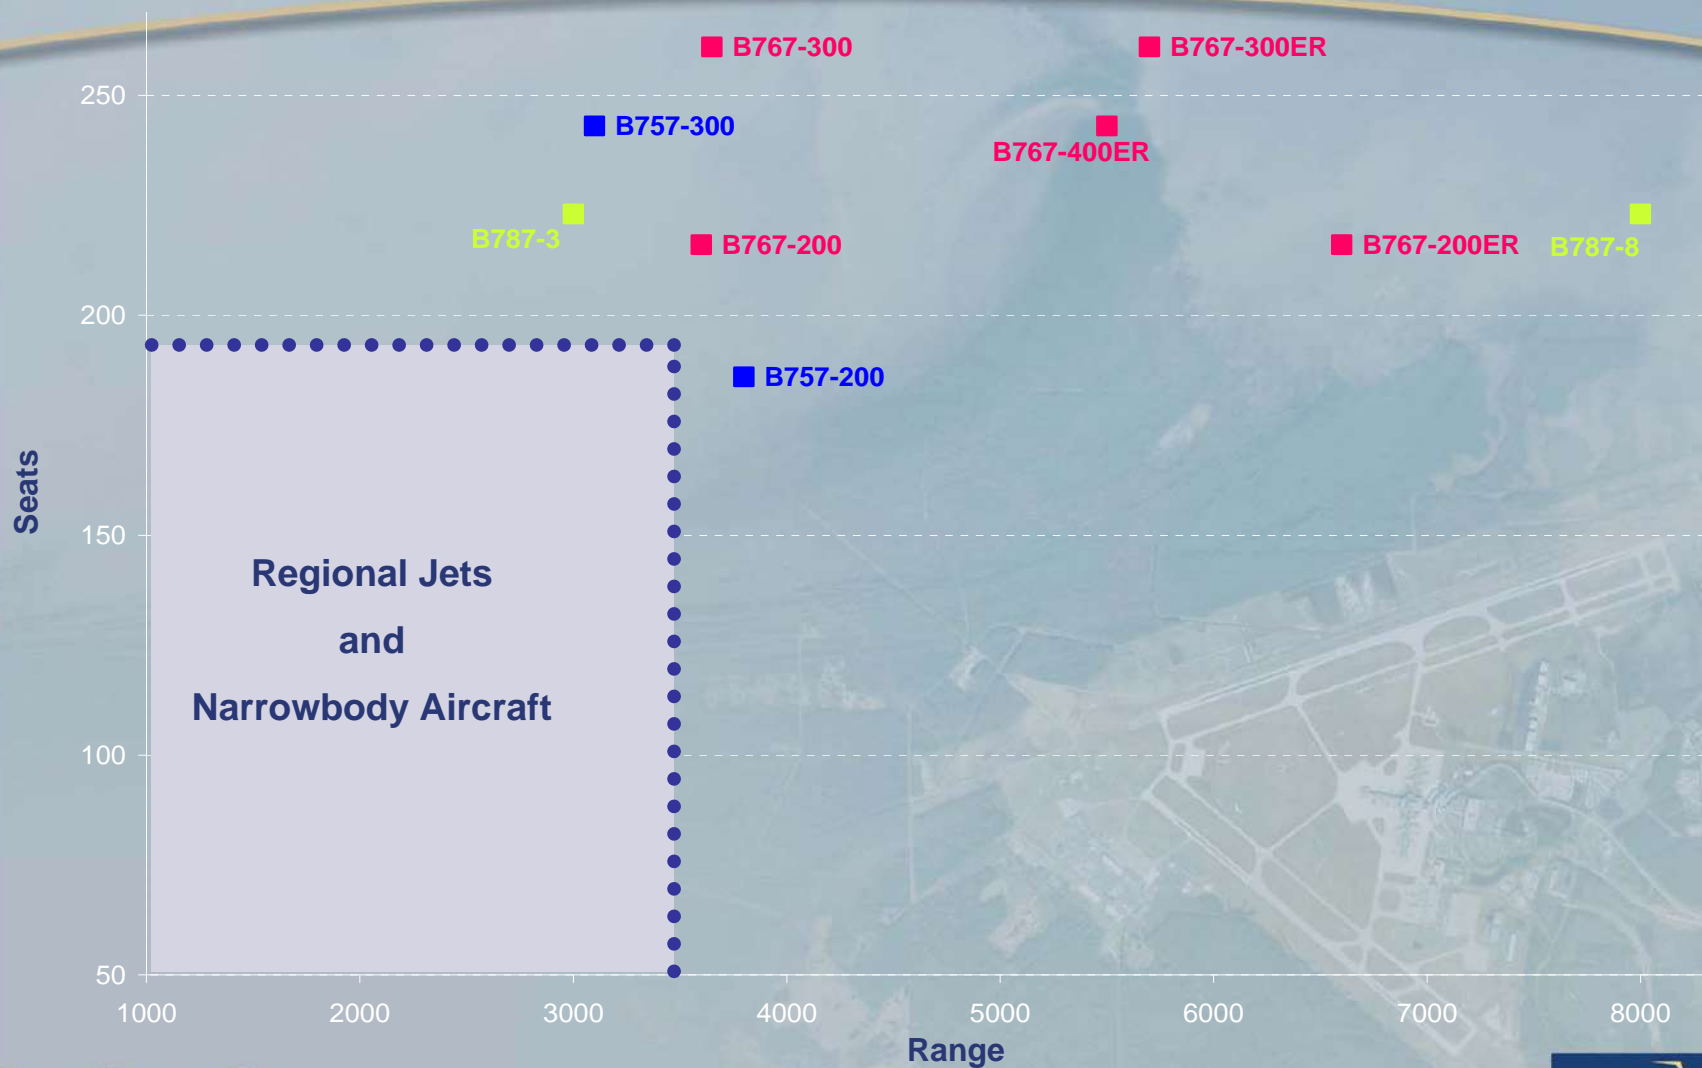 B767-300
B767-300ER
250
B757-300
B767-400ER
B787-3
B767-200
B767-200ER
B787-8
200
B757-200
Seats
150
Regional Jets
and
Narrowbody Aircraft
100
50
1000 2000 3000 4000 5000 6000 7000 8000
Range